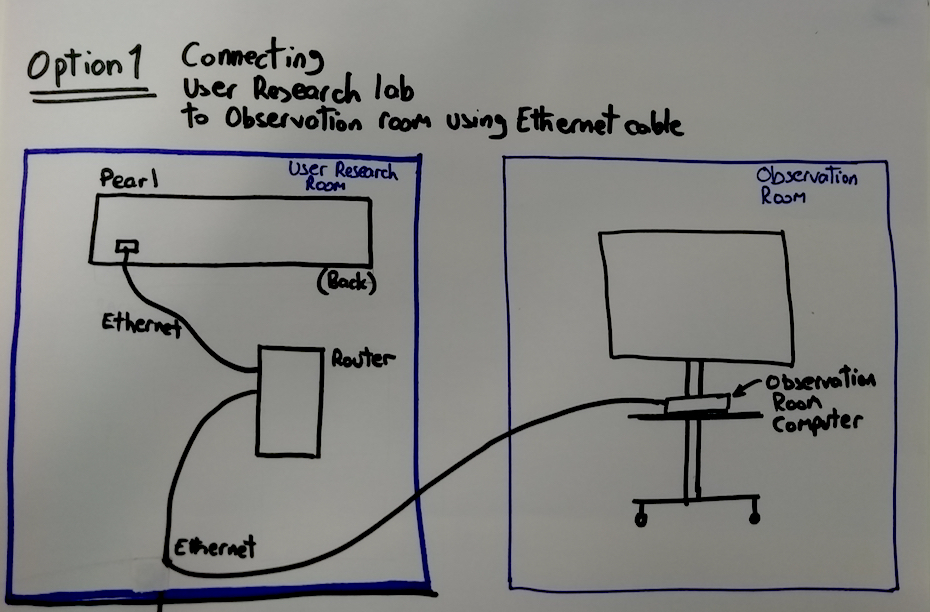 Option 1
Connecting
User Research lab
to Observation room using Ethernet cable
User Research
Room
Pearl
(Back)
Ethernet
Router
Ethernet
Observation
Room
Observation
Room
Computer